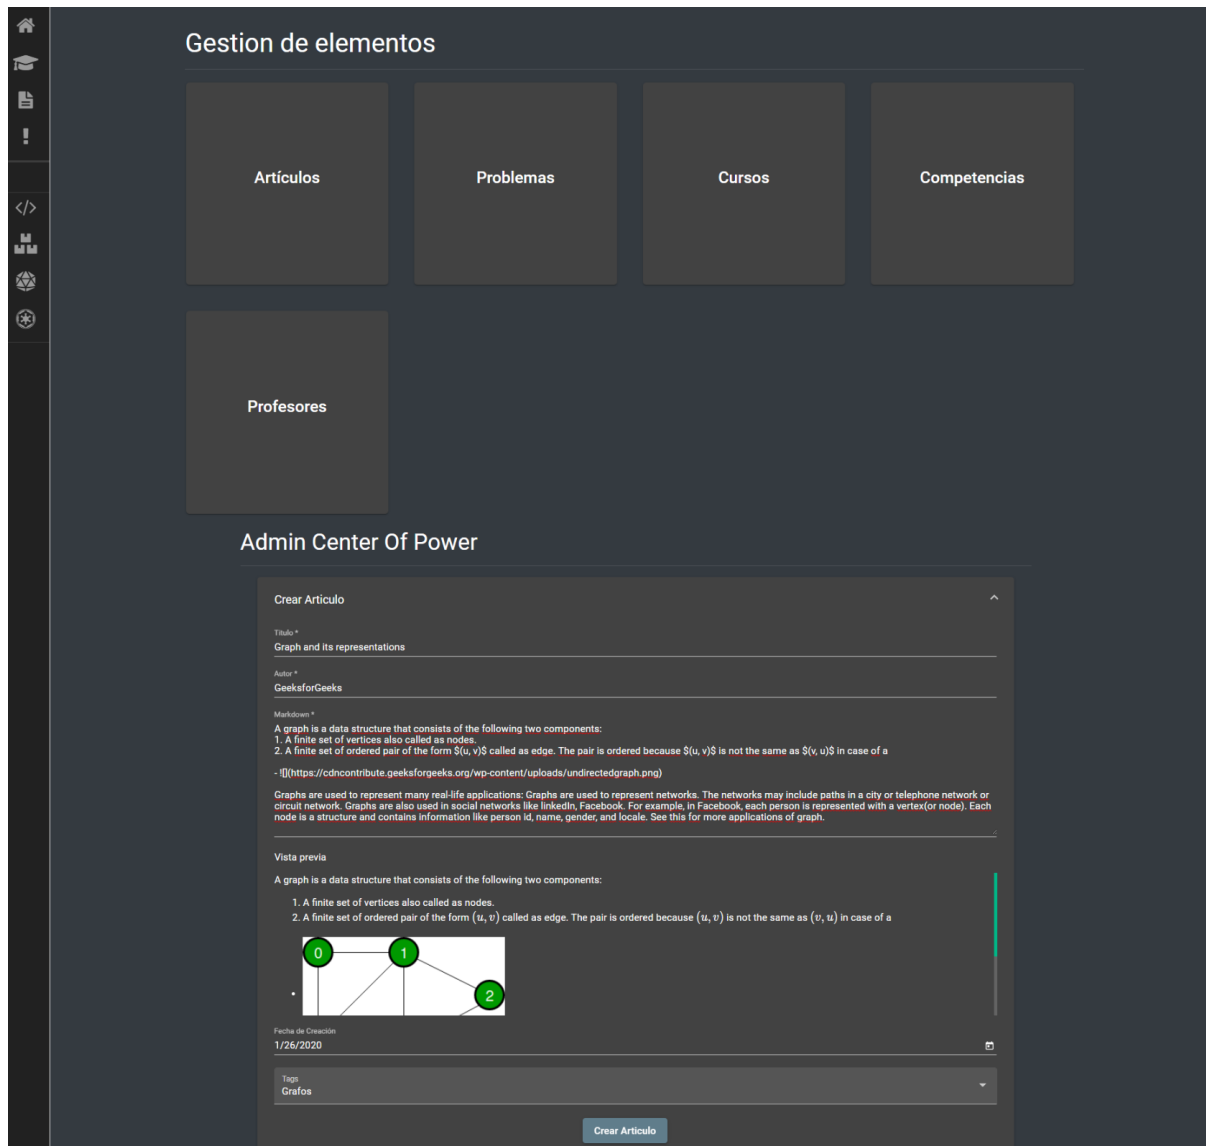 Gestion de elementos
Artículos
Problemas
Cursos
Competencias
Profesores
Admin Center Of Power
Crear Articulo
Titulo *
Graph and its representations
Autor *
GeeksforGeeks
Markdown *
A graph is a data structure that consists of the following two components:
1. A finite set of vertices also called as nodes.
2. A finite set of ordered pair of the form $(u, v)$ called as edge. The pair is ordered because $(u, v)$ is not the same as $(v, u)$ in case of a
- ![](https://cdncontribute.geeksforgeeks.org/wp-content/uploads/undirectedgraph.png)
Graphs are used to represent many real-life applications: Graphs are used to represent networks. The networks may include paths in a city or telephone network or
circuit network. Graphs are also used in social networks like linkedIn, Facebook. For example, in Facebook, each person is represented with a vertex(or node). Each
node is a structure and contains information like person id, name, gender, and locale. See this for more applications of graph.
Vista previa
A graph is a data structure that consists of the following two components:
1. A finite set of vertices also called as nodes.
2. A finite set of ordered pair of the form (u, v) called as edge. The pair is ordered because (u, v) is not the same as (v, u) in case of a
0
1
2
Fecha de Creación
1/26/2020
Tags
Grafos
Crear Articulo